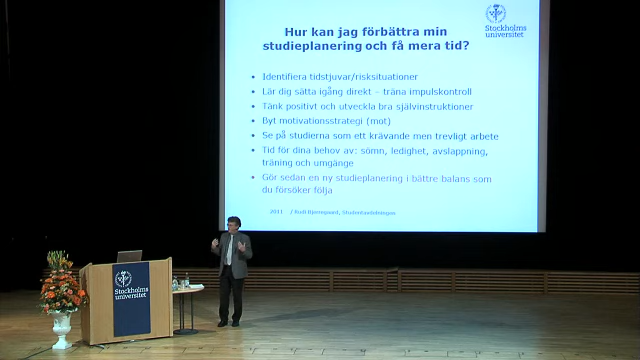 Stockholms
universitet
Hur kan jag förbättra min
studieplanering och få mera tid?
• Identifiera tidstjuvar/risksituationer
• Lär dig sätta igång direkt – träna impulskontroll
• Tänk positivt och utveckla bra självinstruktioner
• Byt motivationsstrategi (mot)
• Se på studierna som ett krävande men trevligt arbete
• Tid för dina behov av: sömn, ledighet, avslappning,
träning och umgänge
• Gör sedan en ny studieplanering i bättre balans som
du försöker följa
2011 / Rull Bjerregaard, Studentavdelningen
Stockholms
universitet